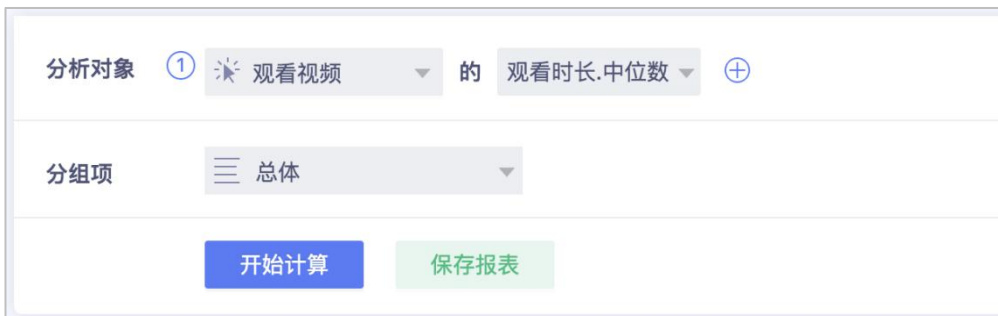 分析对象 ① 观看视频 的 观看时长.中位数
分组项 总体
开始计算 保存报表